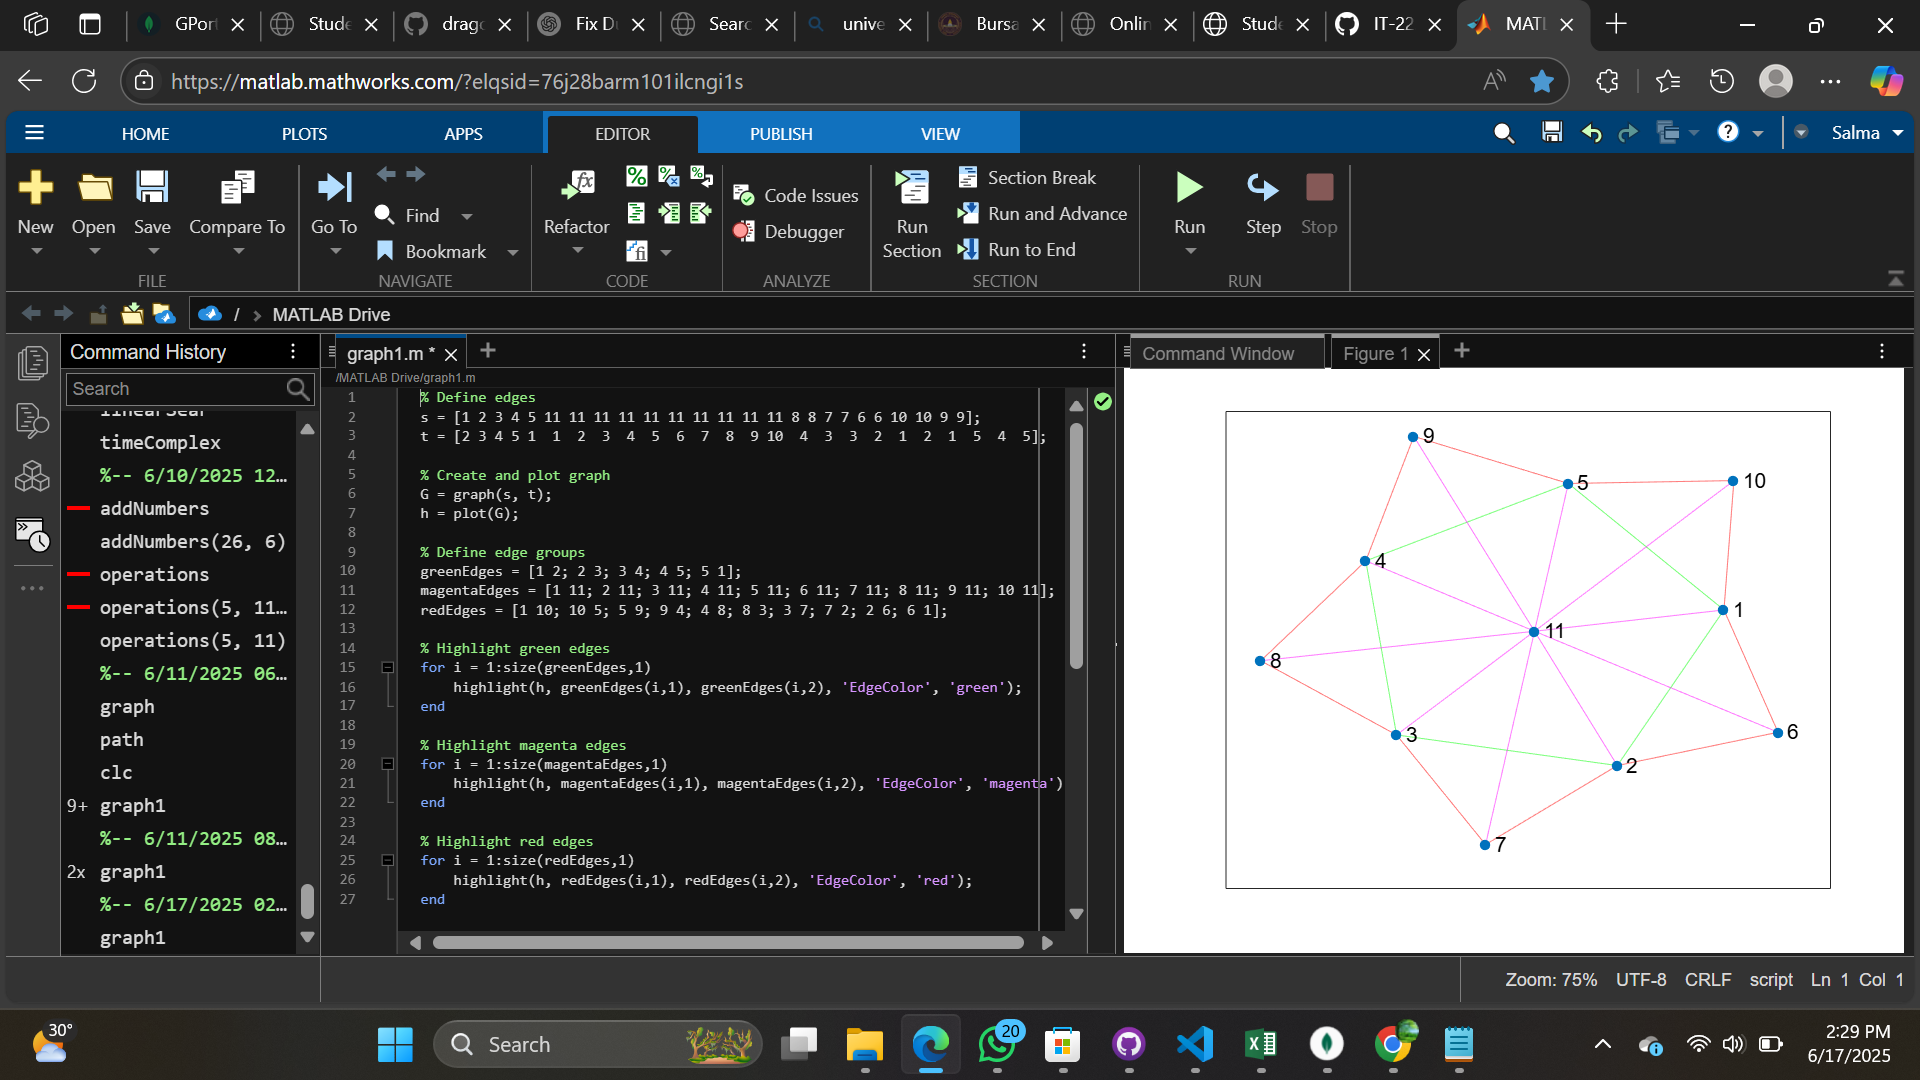 GPort
Stude
drag
Fix Du
Searc
unive
Bursa
Onlin
Stude
IT-22
MATL
https://matlab.mathworks.com/?elqsid=76j28barm101ilcngi1s
HOME
PLOTS
APPS
EDITOR
PUBLISH
VIEW
Salma
New
Open
Save
Compare To
FILE
Go To
Find
Bookmark
NAVIGATE
Refactor
CODE
Code Issues
Debugger
ANALYZE
Run Section
Section Break
Run and Advance
Run to End
SECTION
Run
Step
Stop
RUN
/ > MATLAB Drive
Command History
Search
linearSear
timeComplex
%-- 6/10/2025 12...
addNumbers
addNumbers(26, 6)
operations
operations(5, 11...
operations(5, 11)
%-- 6/11/2025 06...
graph
path
clc
9+ graph1
%-- 6/11/2025 08...
2x graph1
%-- 6/17/2025 02...
graph1
graph1.m *
/MATLAB Drive/graph1.m
1 % Define edges
2 s = [1 2 3 4 5 11 11 11 11 11 11 11 11 11 11 8 8 7 7 6 6 10 10 9 9];
3 t = [2 3 4 5 1 1 2 3 4 5 6 7 8 9 10 4 3 3 2 1 2 1 5 4 5];
4
5 % Create and plot graph
6 G = graph(s, t);
7 h = plot(G);
8
9 % Define edge groups
10 greenEdges = [1 2; 2 3; 3 4; 4 5; 5 1];
11 magentaEdges = [1 11; 2 11; 3 11; 4 11; 5 11; 6 11; 7 11; 8 11; 9 11; 10 11];
12 redEdges = [1 10; 10 5; 5 9; 9 4; 4 8; 8 3; 3 7; 7 2; 2 6; 6 1];
13
14 % Highlight green edges
15 for i = 1:size(greenEdges,1)
16 highlight(h, greenEdges(i,1), greenEdges(i,2), 'EdgeColor', 'green');
17 end
18
19 % Highlight magenta edges
20 for i = 1:size(magentaEdges,1)
21 highlight(h, magentaEdges(i,1), magentaEdges(i,2), 'EdgeColor', 'magenta')
22 end
23
24 % Highlight red edges
25 for i = 1:size(redEdges,1)
26 highlight(h, redEdges(i,1), redEdges(i,2), 'EdgeColor', 'red');
27 end
Command Window
Figure 1
9
5
10
4
1
11
8
3
6
2
7
Zoom: 75% UTF-8 CRLF script Ln 1 Col 1
30°
Search
20
2:29 PM
6/17/2025